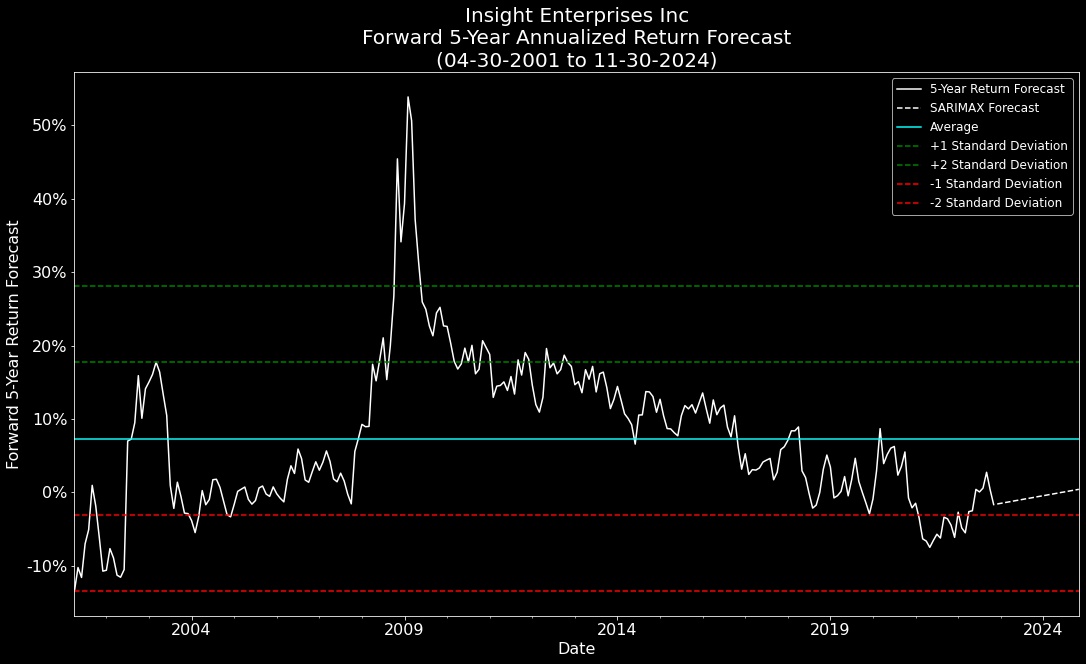 Insight Enterprises Inc
Forward 5-Year Annualized Return Forecast
(04-30-2001 to 11-30-2024)
5-Year Return Forecast
SARIMAX Forecast
Average
+1 Standard Deviation
+2 Standard Deviation
-1 Standard Deviation
-2 Standard Deviation
Forward 5-Year Return Forecast
50%
40%
30%
20%
10%
0%
-10%
2004
2009
2014
2019
2024
Date